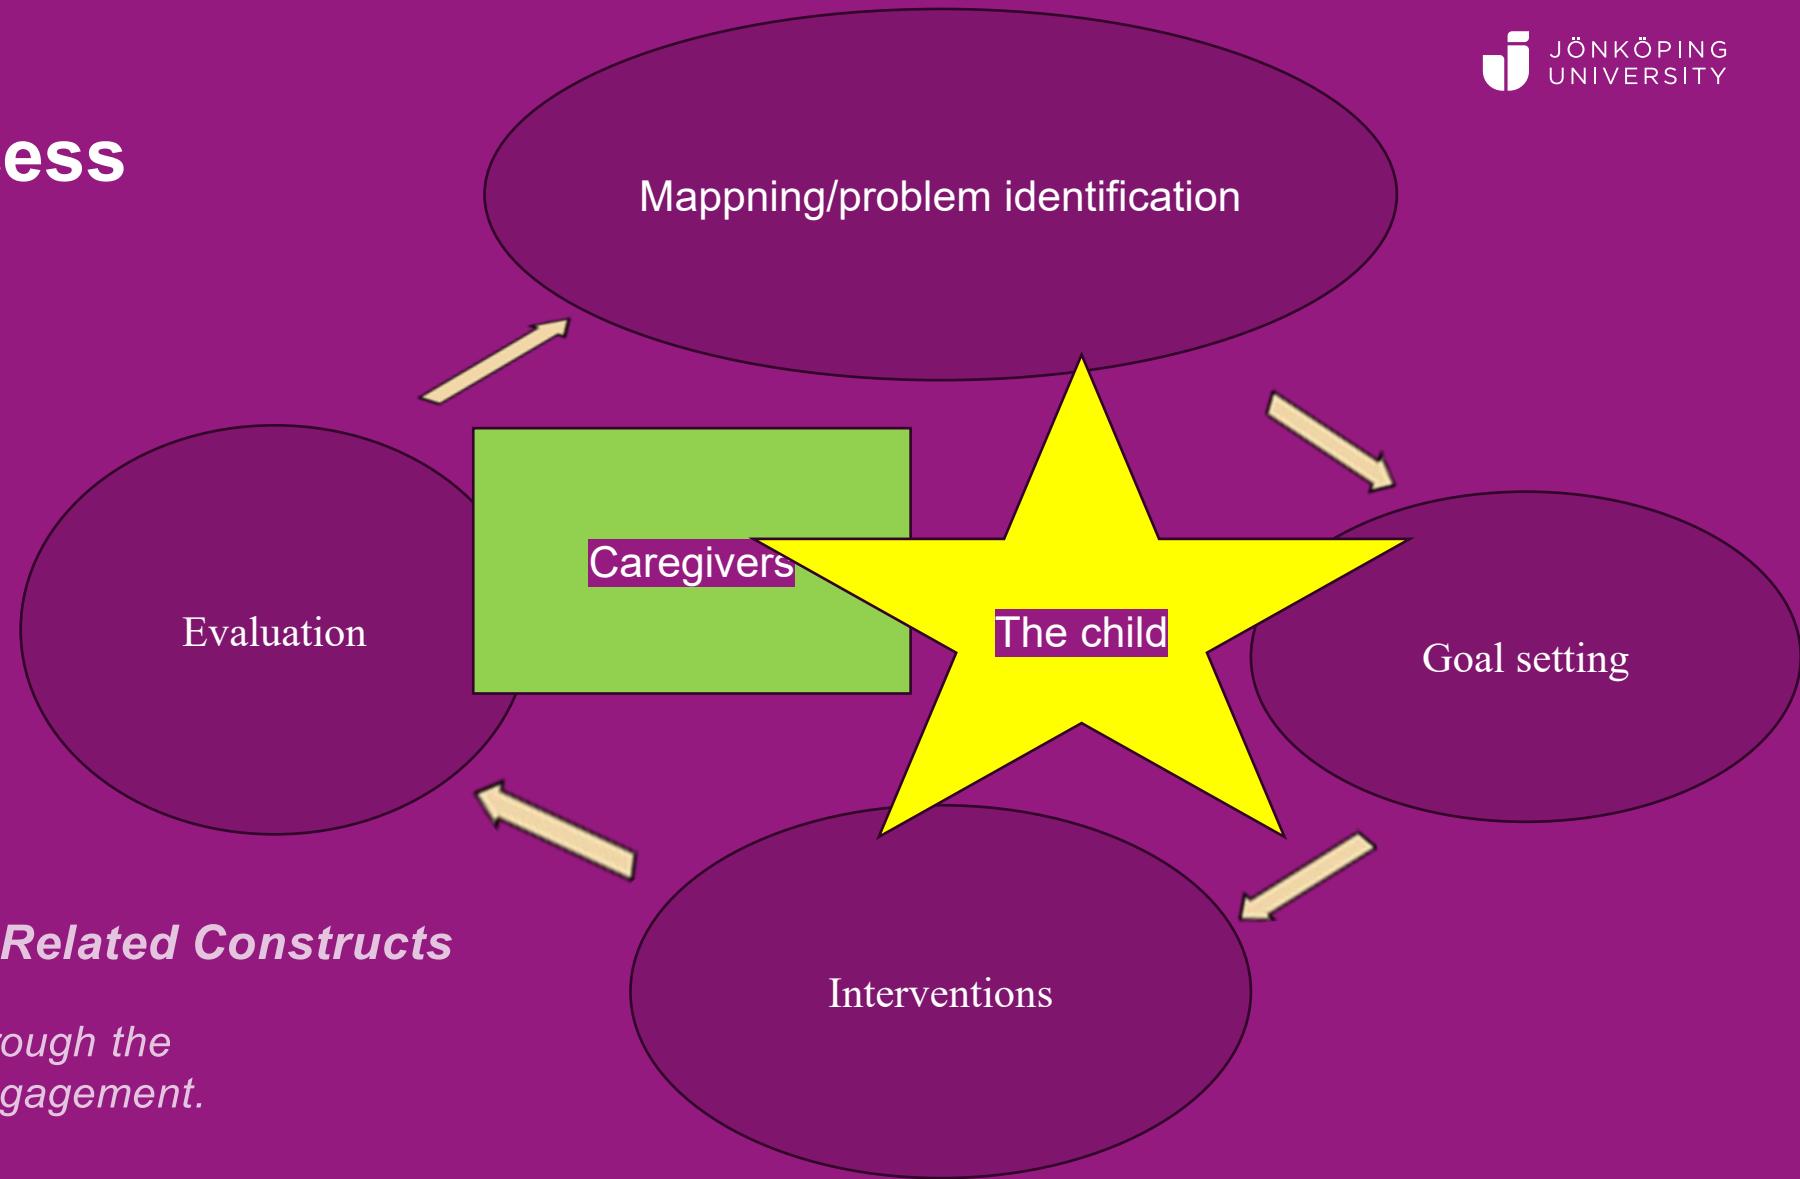 JÖNKÖPING
UNIVERSITY
ess
Mappning/problem identification
Caregivers
The child
Evaluation
Goal setting
Related Constructs
Interventions
ough the
gagement.